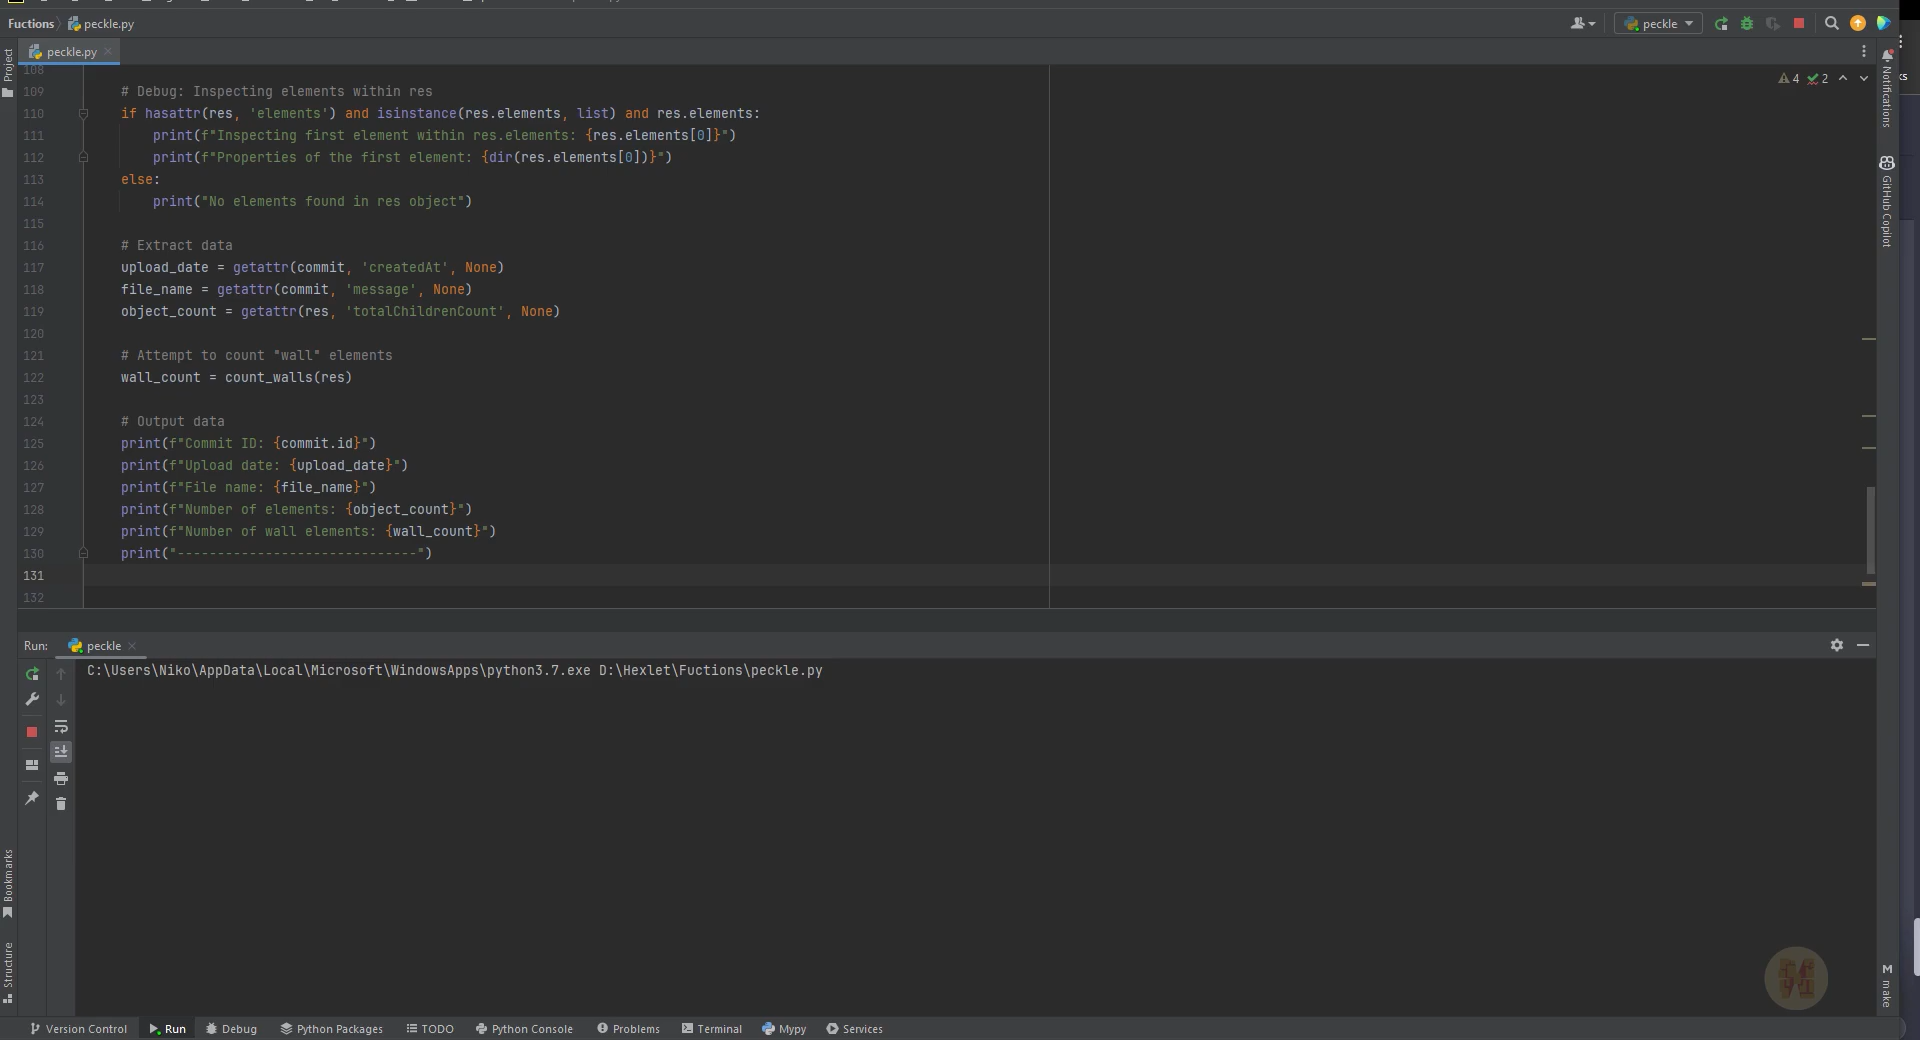 Fuctions
peckle.py
peckle
Project
peckle.py
4
2
Notifications
GitHub Copilot
108
109 # Debug: Inspecting elements within res
110 if hasattr(res, 'elements') and isinstance(res.elements, list) and res.elements:
111 print(f"Inspecting first element within res.elements: {res.elements[0]}")
112 print(f"Properties of the first element: {dir(res.elements[0])}")
113 else:
114 print("No elements found in res object")
115
116 # Extract data
117 upload_date = getattr(commit, 'createdAt', None)
118 file_name = getattr(commit, 'message', None)
119 object_count = getattr(res, 'totalChildrenCount', None)
120
121 # Attempt to count "wall" elements
122 wall_count = count_walls(res)
123
124 # Output data
125 print(f"Commit ID: {commit.id}")
126 print(f"Upload date: {upload_date}")
127 print(f"File name: {file_name}")
128 print(f"Number of elements: {object_count}")
129 print(f"Number of wall elements: {wall_count}")
130 print("------------------------------")
131
132
Run: peckle
C:\Users\Niko\AppData\Local\Microsoft\WindowsApps\python3.7.exe D:\Hexlet\Fuctions\peckle.py
Bookmarks
Structure
M make
Version Control Run Debug Python Packages TODO Python Console Problems Terminal Mypy Services